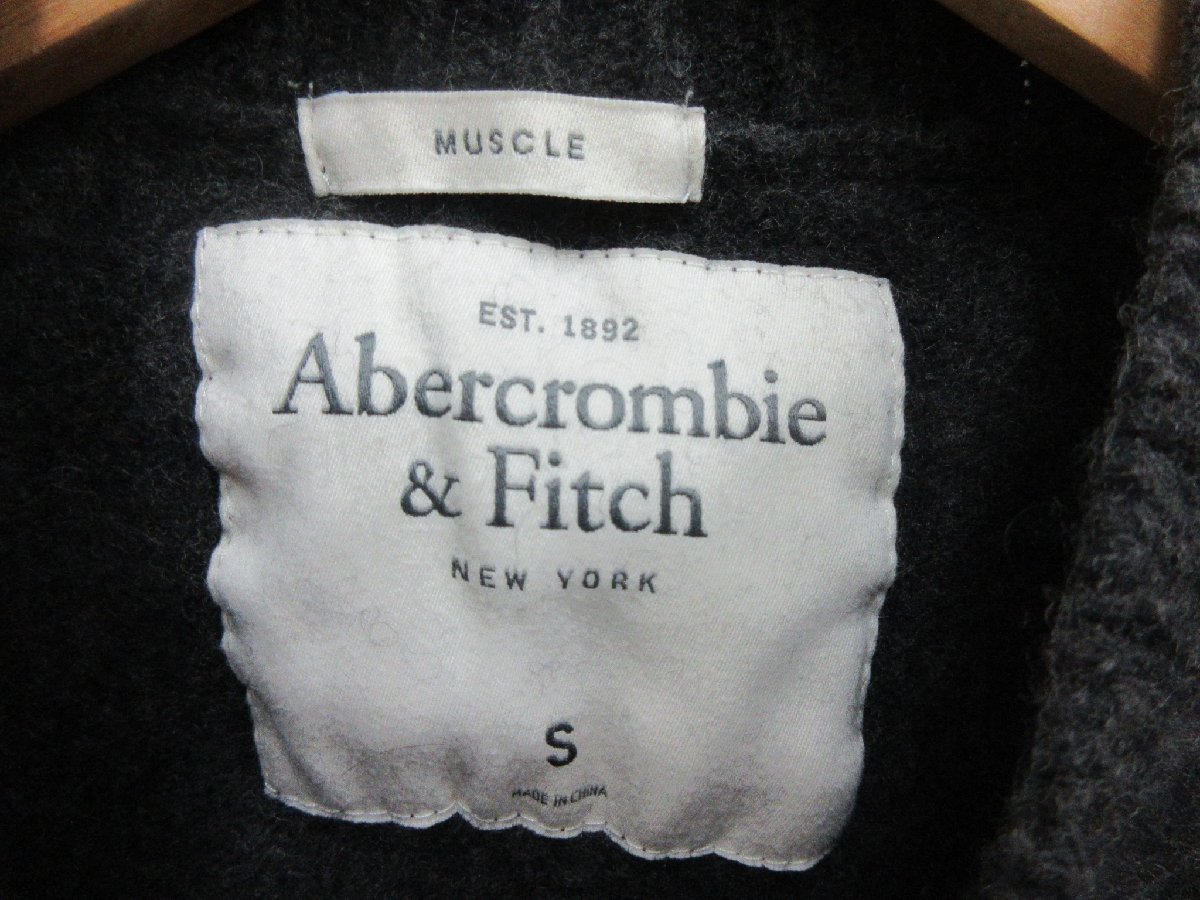 MUSCLE
EST. 1892
Abercrombie
& Fitch
NEW YORK
S
MADE IN CHINA